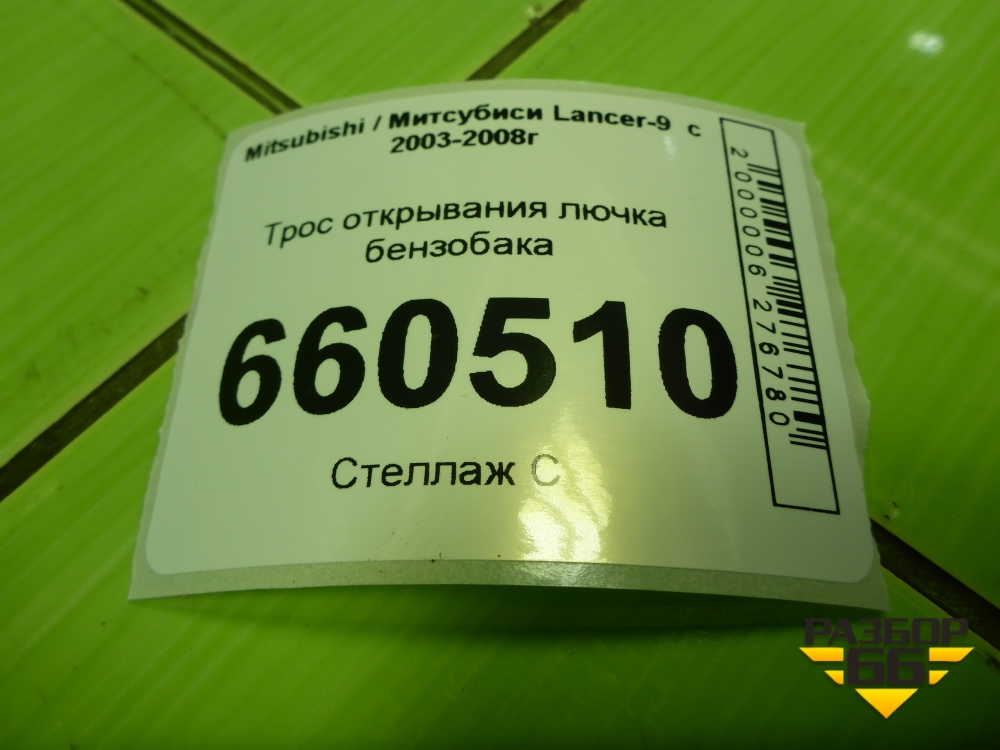 Mitsubishi / Митсубиси Lancer-9 с
2003-2008г
Трос открывания лючка
бензобака
660510
Стеллаж С
2000006276780
РАЗБОР
66